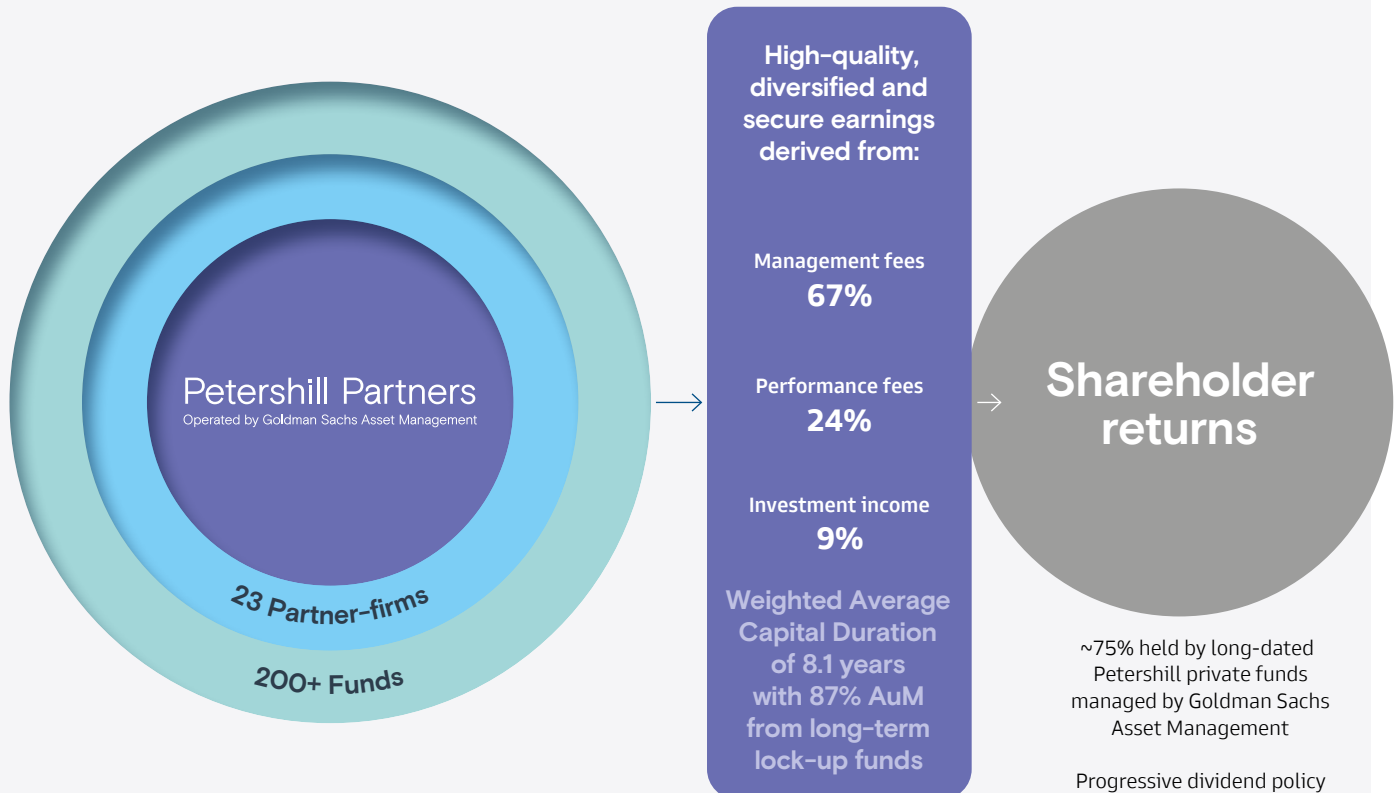 Petershill Partners
Operated by Goldman Sachs Asset Management
23 Partner-firms
200+ Funds
High-quality,
diversified and
secure earnings
derived from:
Management fees
67%
Performance fees
24%
Investment income
9%
Weighted Average
Capital Duration
of 8.1 years
with 87% AuM
from long-term
lock-up funds
Shareholder
returns
~75% held by long-dated
Petershill private funds
managed by Goldman Sachs
Asset Management
Progressive dividend policy